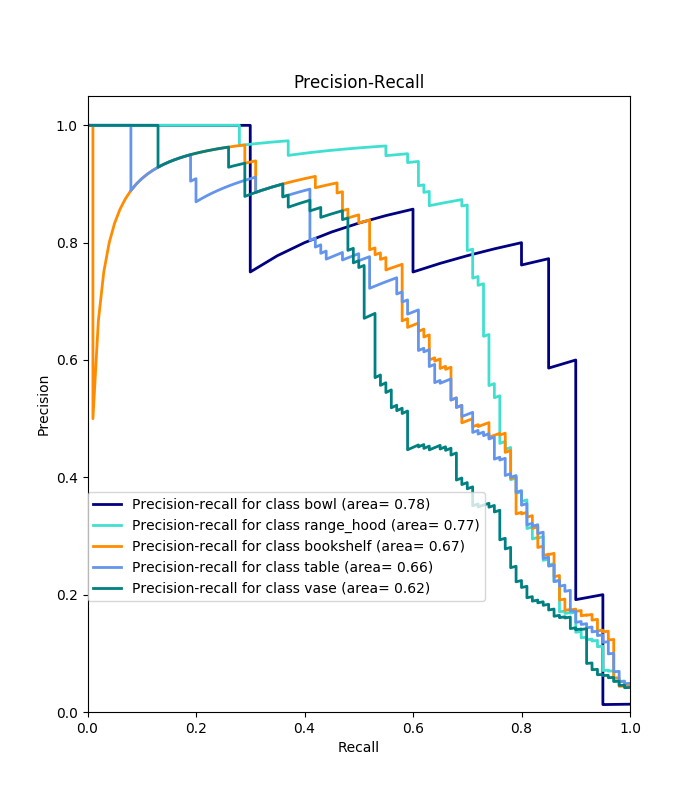 Precision-Recall
1.0
0.8
0.6
0.4
0.2
0.0
Precision
Precision-recall for class bowl (area= 0.78)
Precision-recall for class range_hood (area= 0.77)
Precision-recall for class bookshelf (area= 0.67)
Precision-recall for class table (area= 0.66)
Precision-recall for class vase (area= 0.62)
0.0 0.2 0.4 0.6 0.8 1.0
Recall